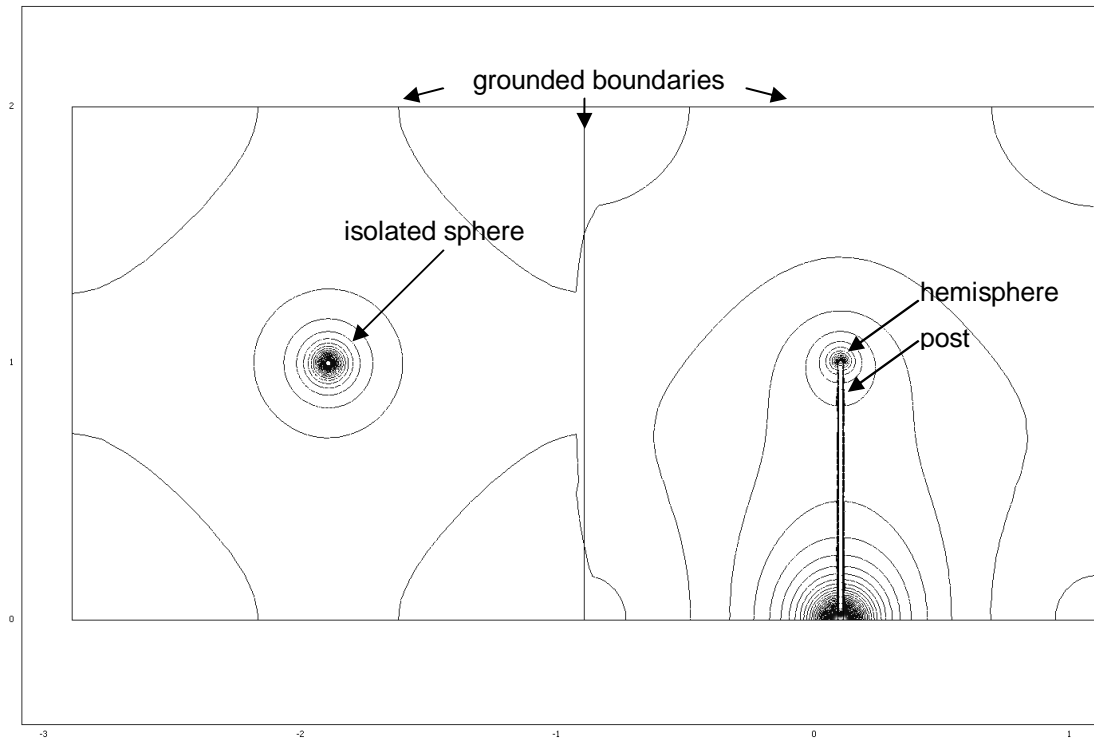 grounded boundaries
2
isolated sphere
hemisphere
post
1
0
-3 -2 -1 0 1